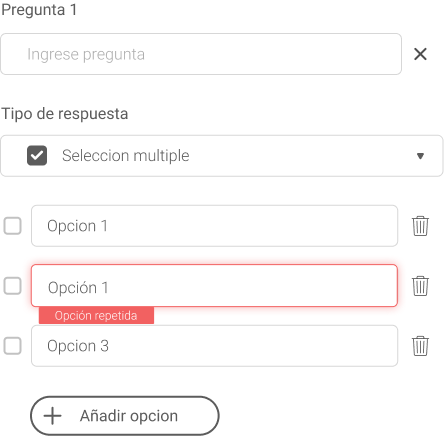 Pregunta 1
Ingrese pregunta
Tipo de respuesta
Seleccion multiple
Opcion 1
Opción 1
Opción repetida
Opcion 3
Añadir opcion